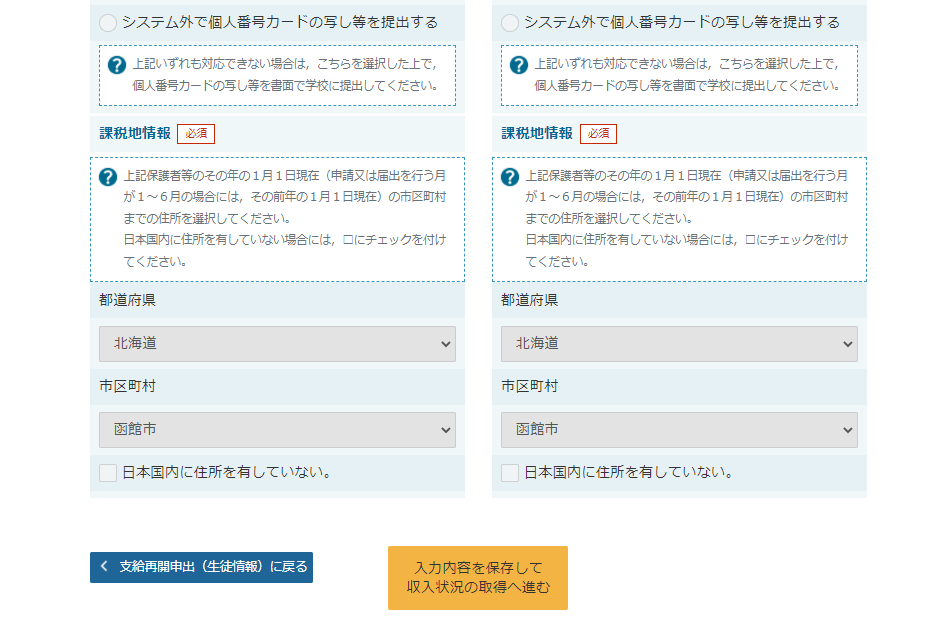 システム外で個人番号カードの写し等を提出する
上記いずれも対応できない場合は，こちらを選択した上で，
個人番号カードの写し等を書面で学校に提出してください。
課税地情報 必須
上記保護者等のその年の１月１日現在（申請又は届出を行う月
が１～６月の場合には，その前年の１月１日現在）の市区町村
までの住所を選択してください。
日本国内に住所を有していない場合には，□にチェックを付け
てください。
都道府県
北海道
市区町村
函館市
日本国内に住所を有していない。
システム外で個人番号カードの写し等を提出する
上記いずれも対応できない場合は，こちらを選択した上で，
個人番号カードの写し等を書面で学校に提出してください。
課税地情報 必須
上記保護者等のその年の１月１日現在（申請又は届出を行う月
が１～６月の場合には，その前年の１月１日現在）の市区町村
までの住所を選択してください。
日本国内に住所を有していない場合には，□にチェックを付け
てください。
都道府県
北海道
市区町村
函館市
日本国内に住所を有していない。
支給再開申出（生徒情報）に戻る
入力内容を保存して
収入状況の取得へ進む